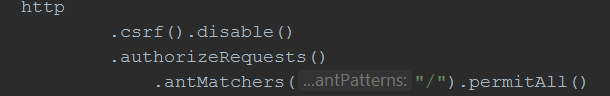 http
.csrf().disable()
.authorizeRequests()
.antMatchers( ...antPatterns: "/").permitAll()